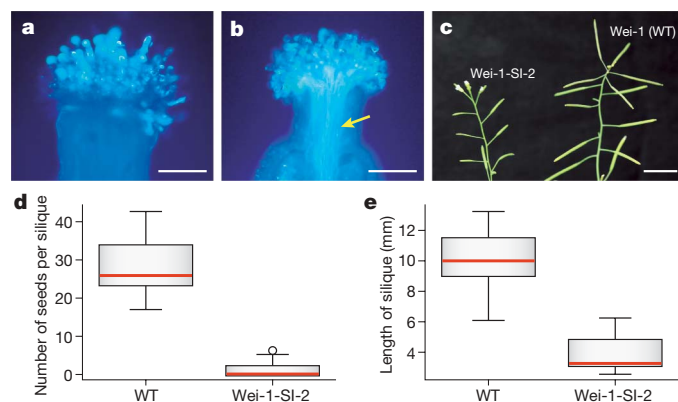 a
b
c
Wei-1 (WT)
Wei-1-SI-2
d
Number of seeds per silique
40
30
20
10
0
WT
Wei-1-SI-2
e
Length of silique (mm)
12
10
8
6
4
WT
Wei-1-SI-2